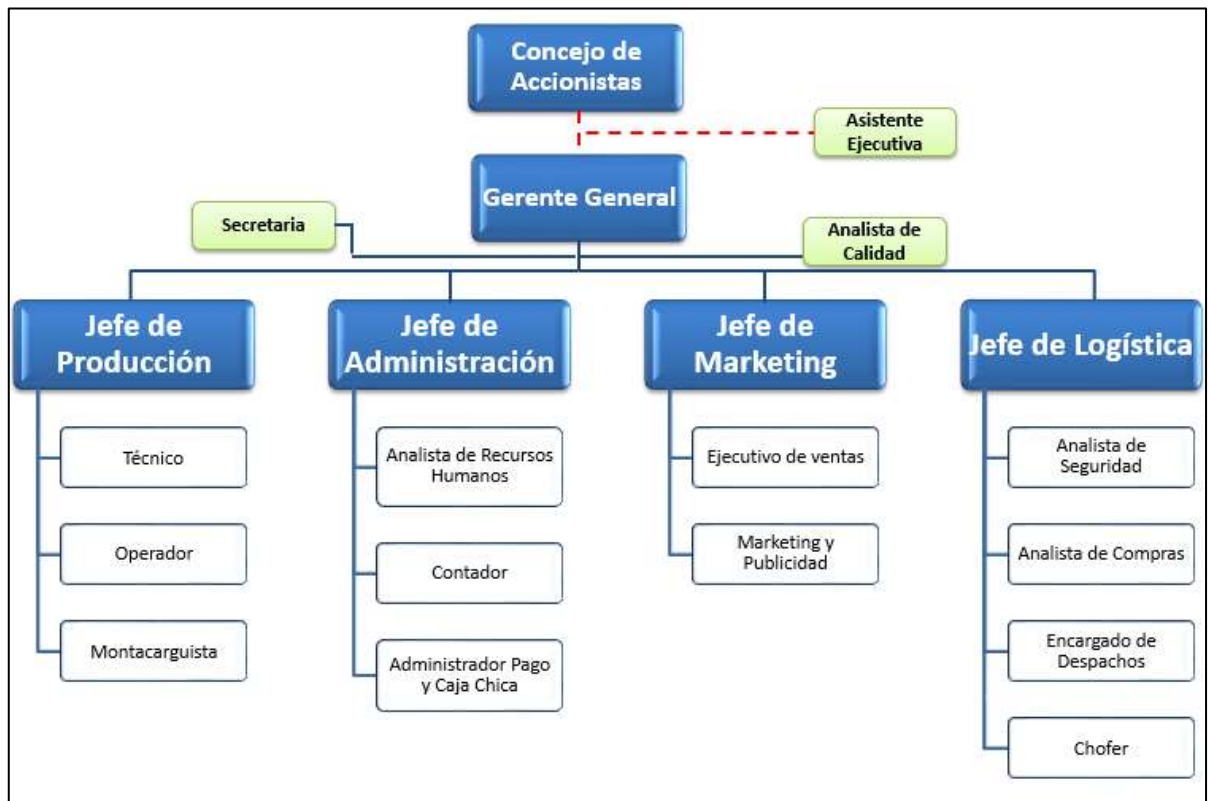 Concejo de
Accionistas
Asistente
Ejecutiva
Gerente General
Secretaria
Analista de
Calidad
Jefe de
Producción
Jefe de
Administración
Jefe de
Marketing
Jefe de Logística
Técnico
Operador
Montacarguista
Analista de Recursos
Humanos
Contador
Administrador Pago
y Caja Chica
Ejecutivo de ventas
Marketing y
Publicidad
Analista de
Seguridad
Analista de Compras
Encargado de
Despachos
Chofer